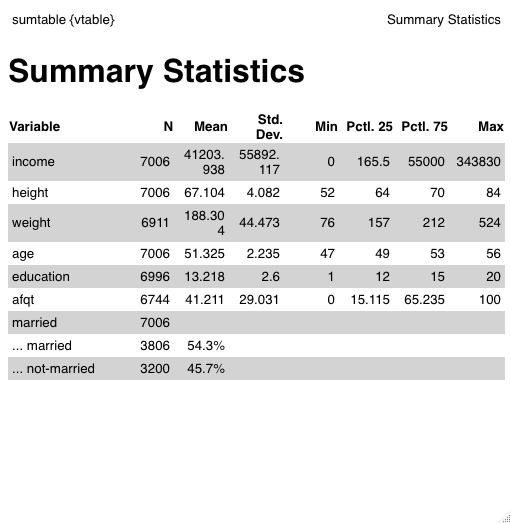 sumtable {vtable} Summary Statistics
Summary Statistics
Variable N Mean Std. Dev. Min Pctl. 25 Pctl. 75 Max
income 7006 41203.938 55892.117 0 165.5 55000 343830
height 7006 67.104 4.082 52 64 70 84
weight 6911 188.304 44.473 76 157 212 524
age 7006 51.325 2.235 47 49 53 56
education 6996 13.218 2.6 1 12 15 20
afqt 6744 41.211 29.031 0 15.115 65.235 100
married 7006
... married 3806 54.3%
... not-married 3200 45.7%